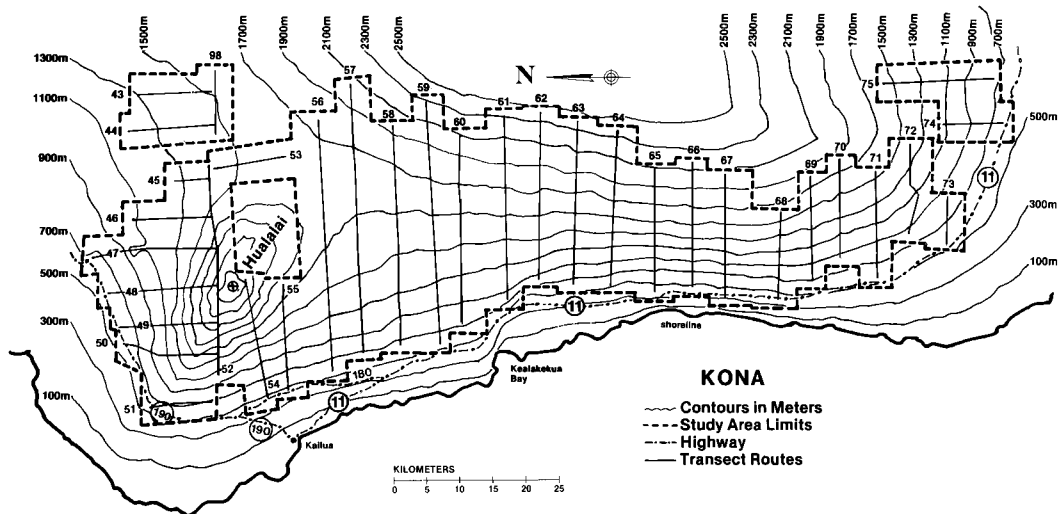 1500m
98
1700m
1900m
2100m
2300m
2500m
57
59
56
58
60
61
62
63
64
65
66
67
68
69
70
71
72
73
74
75
2500m
2300m
2100m
1900m
1700m
1500m
1300m
1100m
900m
700m
500m
300m
100m
N
1300m
1100m
900m
700m
500m
300m
100m
43
44
45
46
47
48
49
50
51
52
53
54
55
Hualalai
190
190
180
11
11
11
Kailua
Kealakekua
Bay
shoreline
KONA
Contours in Meters
Study Area Limits
Highway
Transect Routes
KILOMETERS
0 5 10 15 20 25